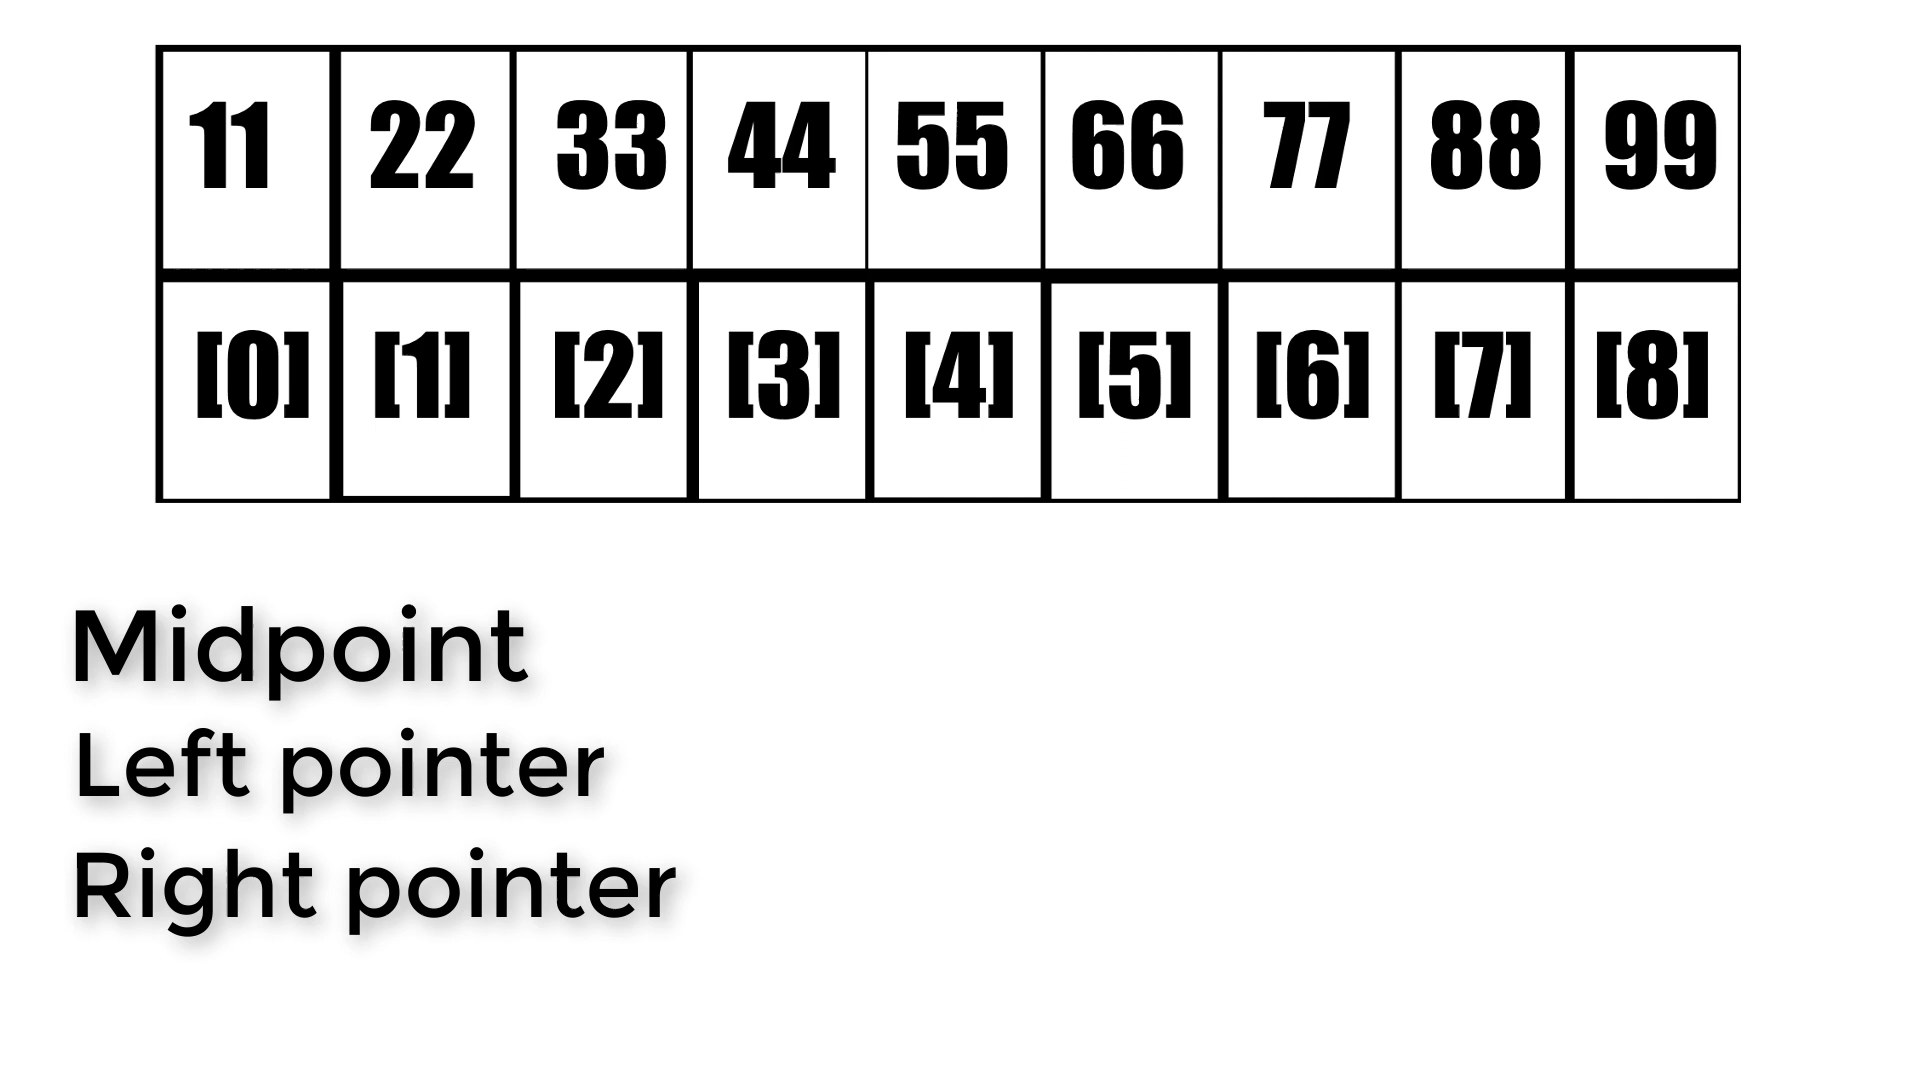 11 22 33 44 55 66 77 88 99
[0] [1] [2] [3] [4] [5] [6] [7] [8]
Midpoint
Left pointer
Right pointer